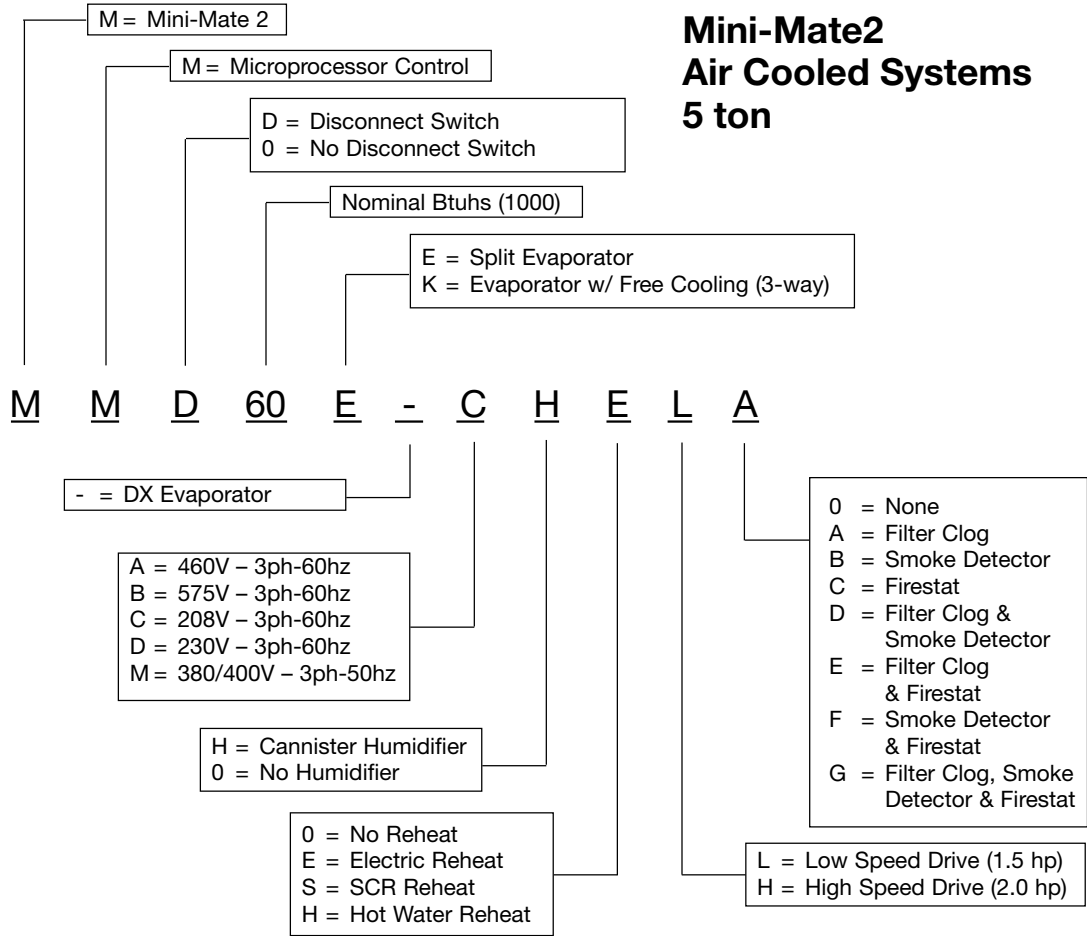 M = Mini-Mate 2
Mini-Mate2
Air Cooled Systems
5 ton
M = Microprocessor Control
D = Disconnect Switch
0 = No Disconnect Switch
Nominal Btuhs (1000)
E = Split Evaporator
K = Evaporator w/ Free Cooling (3-way)
M M D 60 E - C H E L A
- = DX Evaporator
A = 460V – 3ph-60hz
B = 575V – 3ph-60hz
C = 208V – 3ph-60hz
D = 230V – 3ph-60hz
M = 380/400V – 3ph-50hz
H = Cannister Humidifier
0 = No Humidifier
0 = No Reheat
E = Electric Reheat
S = SCR Reheat
H = Hot Water Reheat
0 = None
A = Filter Clog
B = Smoke Detector
C = Firestat
D = Filter Clog &
Smoke Detector
E = Filter Clog
& Firestat
F = Smoke Detector
& Firestat
G = Filter Clog, Smoke
Detector & Firestat
L = Low Speed Drive (1.5 hp)
H = High Speed Drive (2.0 hp)